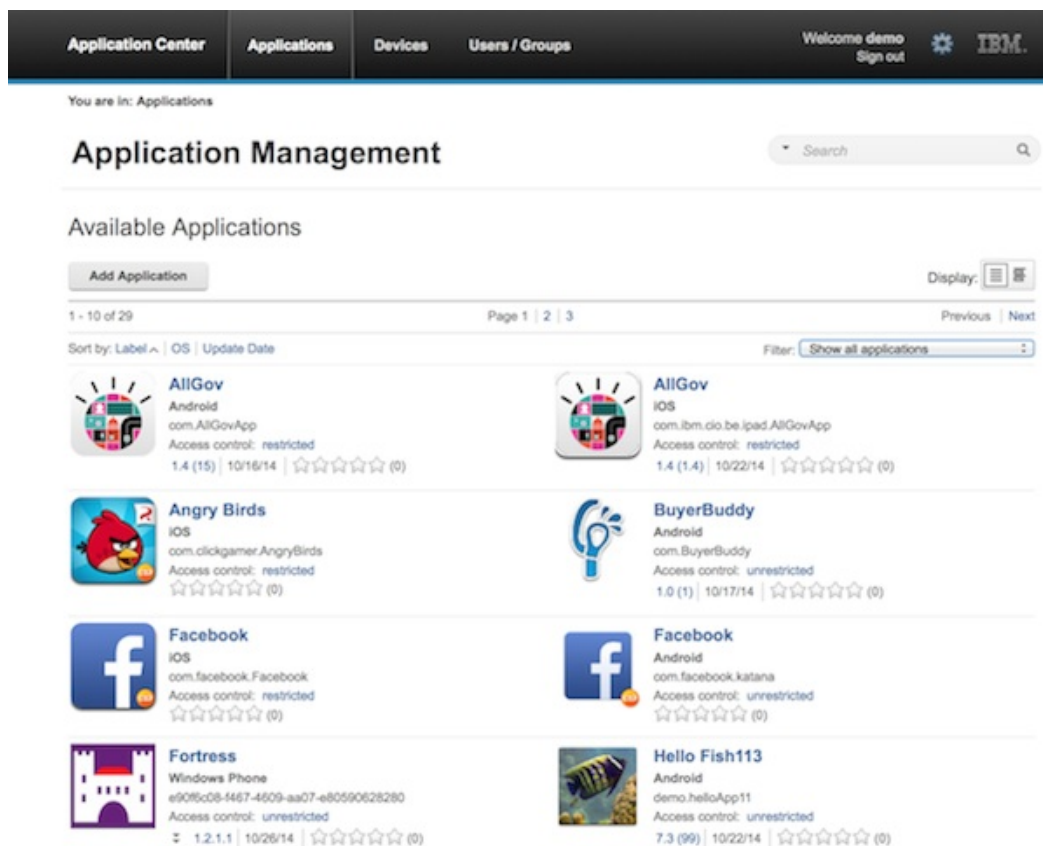 Application Center Applications Devices Users / Groups Welcome demo IBM.
Sign out
You are in: Applications
Application Management Search
Available Applications
Add Application Display:
1 - 10 of 29 Page 1 | 2 | 3 Previous | Next
Sort by: Label | OS | Update Date Filter: Show all applications
AllGov
Android
com.AllGovApp
Access control: restricted
1.4 (15) | 10/16/14 | (0)
AllGov
iOS
com.ibm.cio.be.ipad.AllGovApp
Access control: restricted
1.4 (1.4) | 10/22/14 | (0)
Angry Birds
iOS
com.clickgamer.AngryBirds
Access control: restricted
(0)
BuyerBuddy
Android
com.BuyerBuddy
Access control: unrestricted
1.0 (1) | 10/17/14 | (0)
Facebook
iOS
com.facebook.Facebook
Access control: restricted
(0)
Facebook
Android
com.facebook.katana
Access control: unrestricted
(0)
Fortress
Windows Phone
e90f6c08-f467-4609-aa07-e80590628280
Access control: unrestricted
1.2.1.1 | 10/26/14 | (0)
Hello Fish113
Android
demo.helloApp11
Access control: unrestricted
7.3 (99) | 10/22/14 | (0)